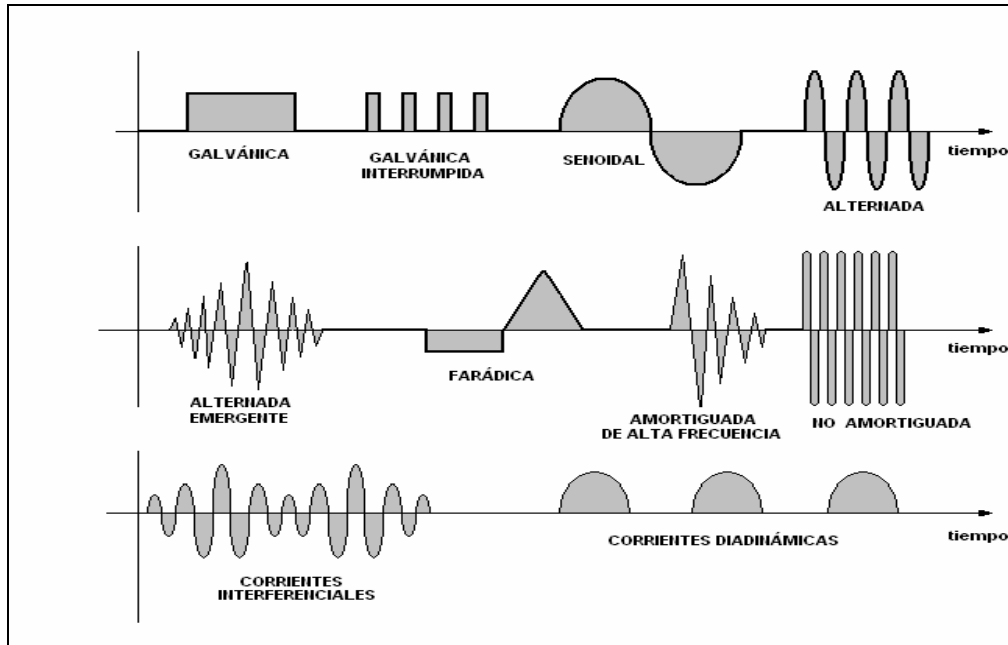 GALVÁNICA
GALVÁNICA
INTERRUMPIDA
SENOIDAL
tiempo
ALTERNADA
ALTERNADA
EMERGENTE
FARÁDICA
AMORTIGUADA
DE ALTA FRECUENCIA
NO AMORTIGUADA
tiempo
CORRIENTES
INTERFERENCIALES
CORRIENTES DIADINÁMICAS
tiempo